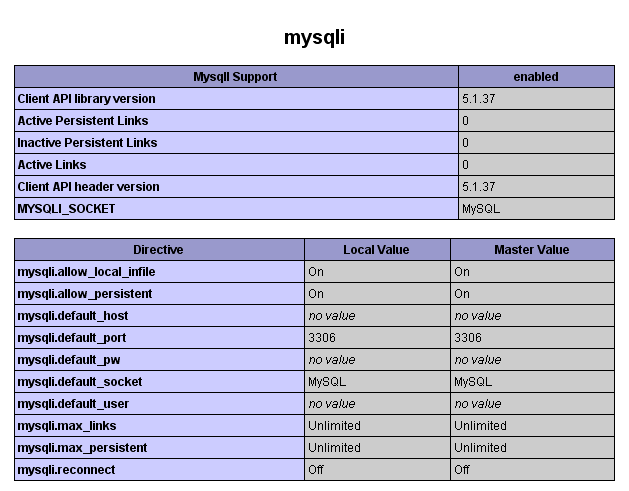 mysqli
MysqlI Support enabled
Client API library version 5.1.37
Active Persistent Links 0
Inactive Persistent Links 0
Active Links 0
Client API header version 5.1.37
MYSQLI_SOCKET MySQL
Directive Local Value Master Value
mysqli.allow_local_infile On On
mysqli.allow_persistent On On
mysqli.default_host no value no value
mysqli.default_port 3306 3306
mysqli.default_pw no value no value
mysqli.default_socket MySQL MySQL
mysqli.default_user no value no value
mysqli.max_links Unlimited Unlimited
mysqli.max_persistent Unlimited Unlimited
mysqli.reconnect Off Off